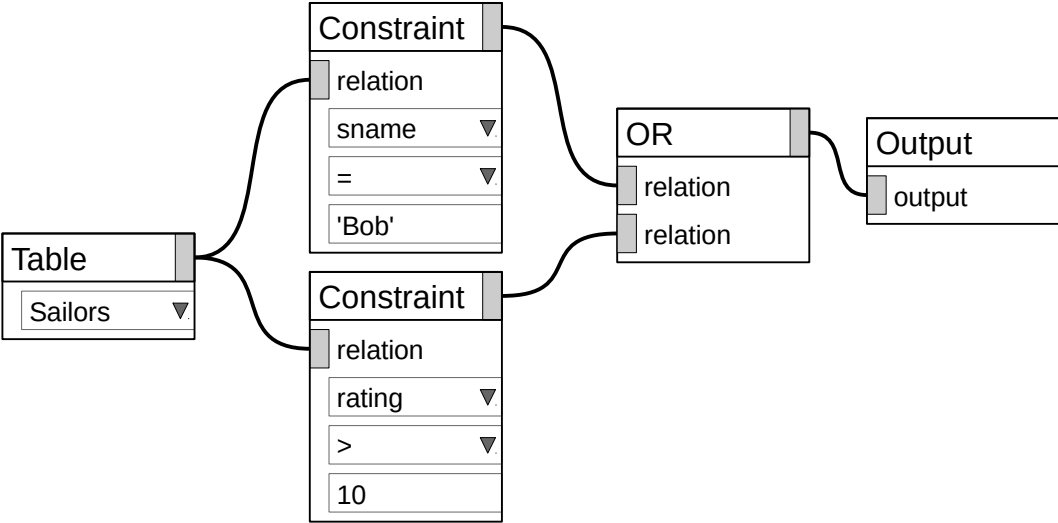 Table
Sailors
Constraint
relation
sname
=
'Bob'
Constraint
relation
rating
>
10
OR
relation
relation
Output
output